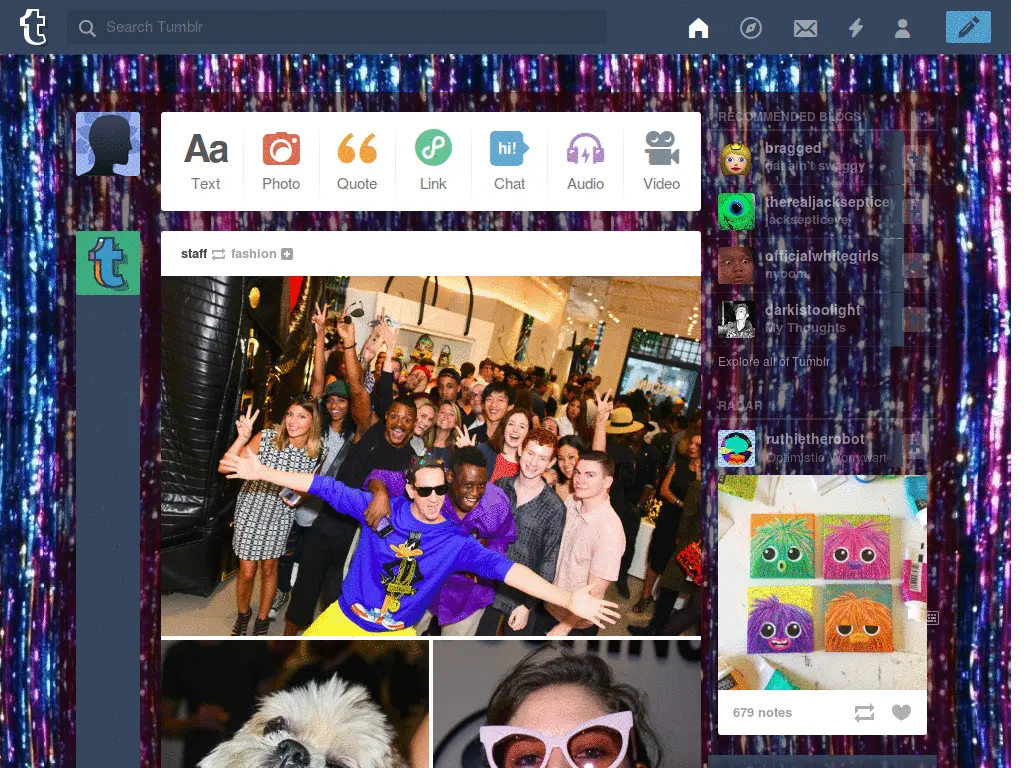 Search Tumblr
Aa
hi!
Text
Photo
Quote
Link
Chat
Audio
Video
staff fashion
RECOMMENDED BLOGS
bragged
dat ain't swaggy
therealjackseptice
jacksepticeye
officialwhitegirls
nyoom
darkistoolight
My Thoughts
Explore all of Tumblr
RADAR
ruthietherobot
Optimistic Worrywart
679 notes